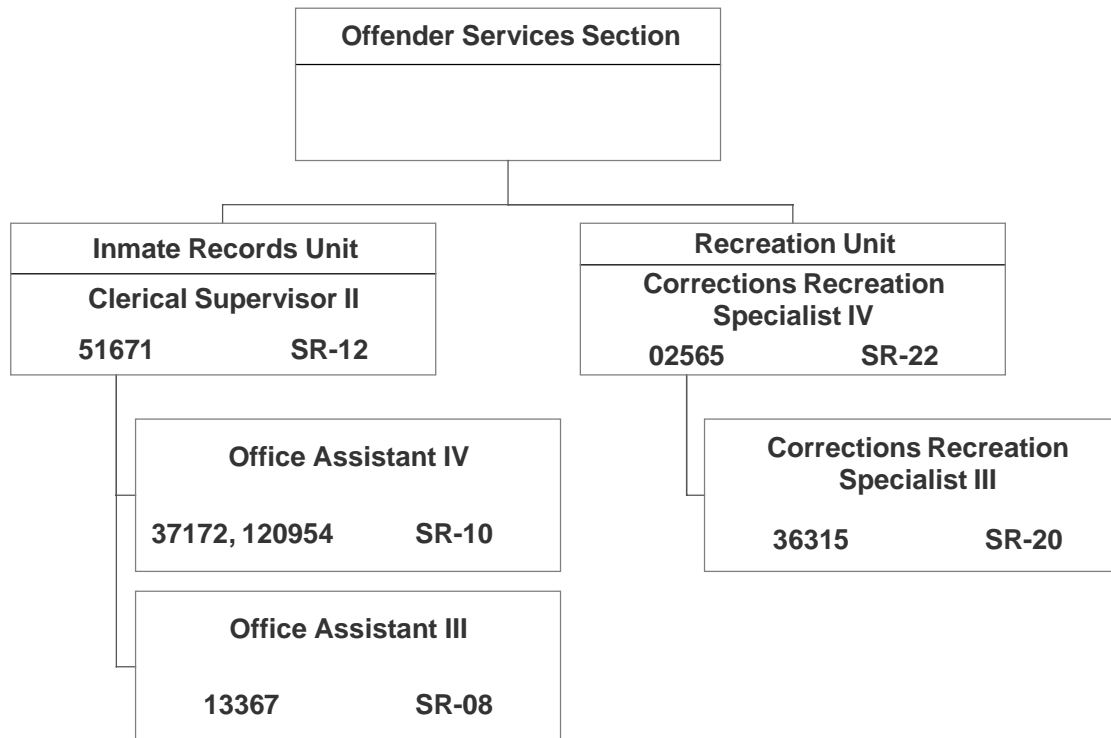 Offender Services Section
Inmate Records Unit
Clerical Supervisor II
51671 SR-12
Office Assistant IV
37172, 120954 SR-10
Office Assistant III
13367 SR-08
Recreation Unit
Corrections Recreation
Specialist IV
02565 SR-22
Corrections Recreation
Specialist III
36315 SR-20